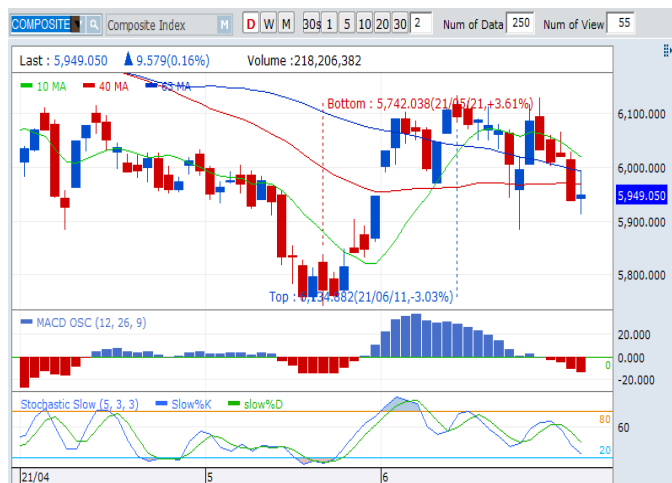 COMPOSITE Composite Index M D W M 30s 1 5 10 20 30 2 Num of Data 250 Num of View 55
Last : 5,949.050 ▲ 9.579(0.16%) Volume :218,206,382
10 MA 40 MA 63 MA
Bottom : 5,742.038(21/05/21,+3.61%)
6,100.000
6,000.000
5,949.050
5,900.000
5,800.000
Top : 6,134.882(21/06/11,-3.03%)
MACD OSC (12, 26, 9)
20.000
0.000
0
-20.000
Stochastic Slow (5, 3, 3) Slow%K slow%D
80
60
20
21/04 5 6